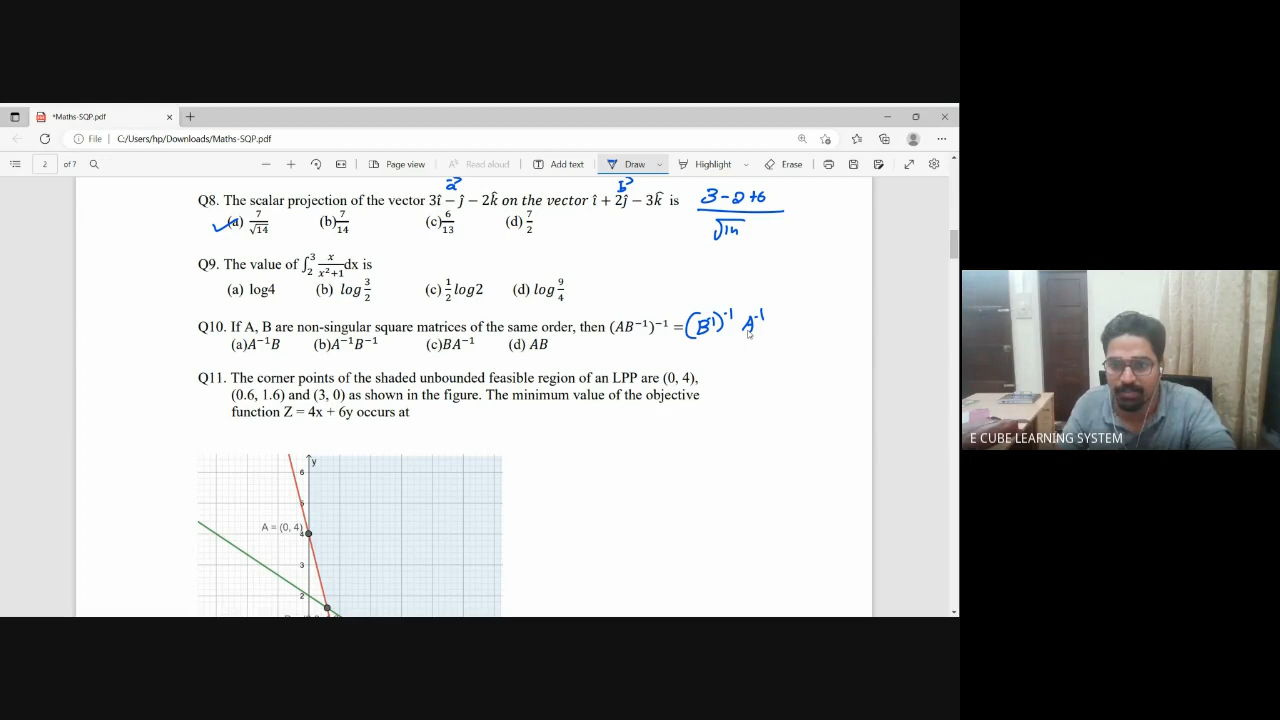 *Maths-SQP.pdf
File C:/Users/hp/Downloads/Maths-SQP.pdf
2 of 7 Page view Read aloud Add text Draw Highlight Erase
Q8. The scalar projection of the vector 3î − ĵ − 2k̂ on the vector î + 2ĵ − 3k̂ is
(a) 7/√14 (b) 7/14 (c) 6/13 (d) 7/2
3 − 2 + 6
√14
Q9. The value of ∫₂³ x/(x²+1) dx is
(a) log4 (b) log 3/2 (c) 1/2 log2 (d) log 9/4
Q10. If A, B are non-singular square matrices of the same order, then (AB⁻¹)⁻¹ = (B⁻¹)⁻¹ A⁻¹
(a)A⁻¹B (b)A⁻¹B⁻¹ (c)BA⁻¹ (d) AB
Q11. The corner points of the shaded unbounded feasible region of an LPP are (0, 4),
(0.6, 1.6) and (3, 0) as shown in the figure. The minimum value of the objective
function Z = 4x + 6y occurs at
y
6
5
A = (0, 4)
4
3
2
E CUBE LEARNING SYSTEM